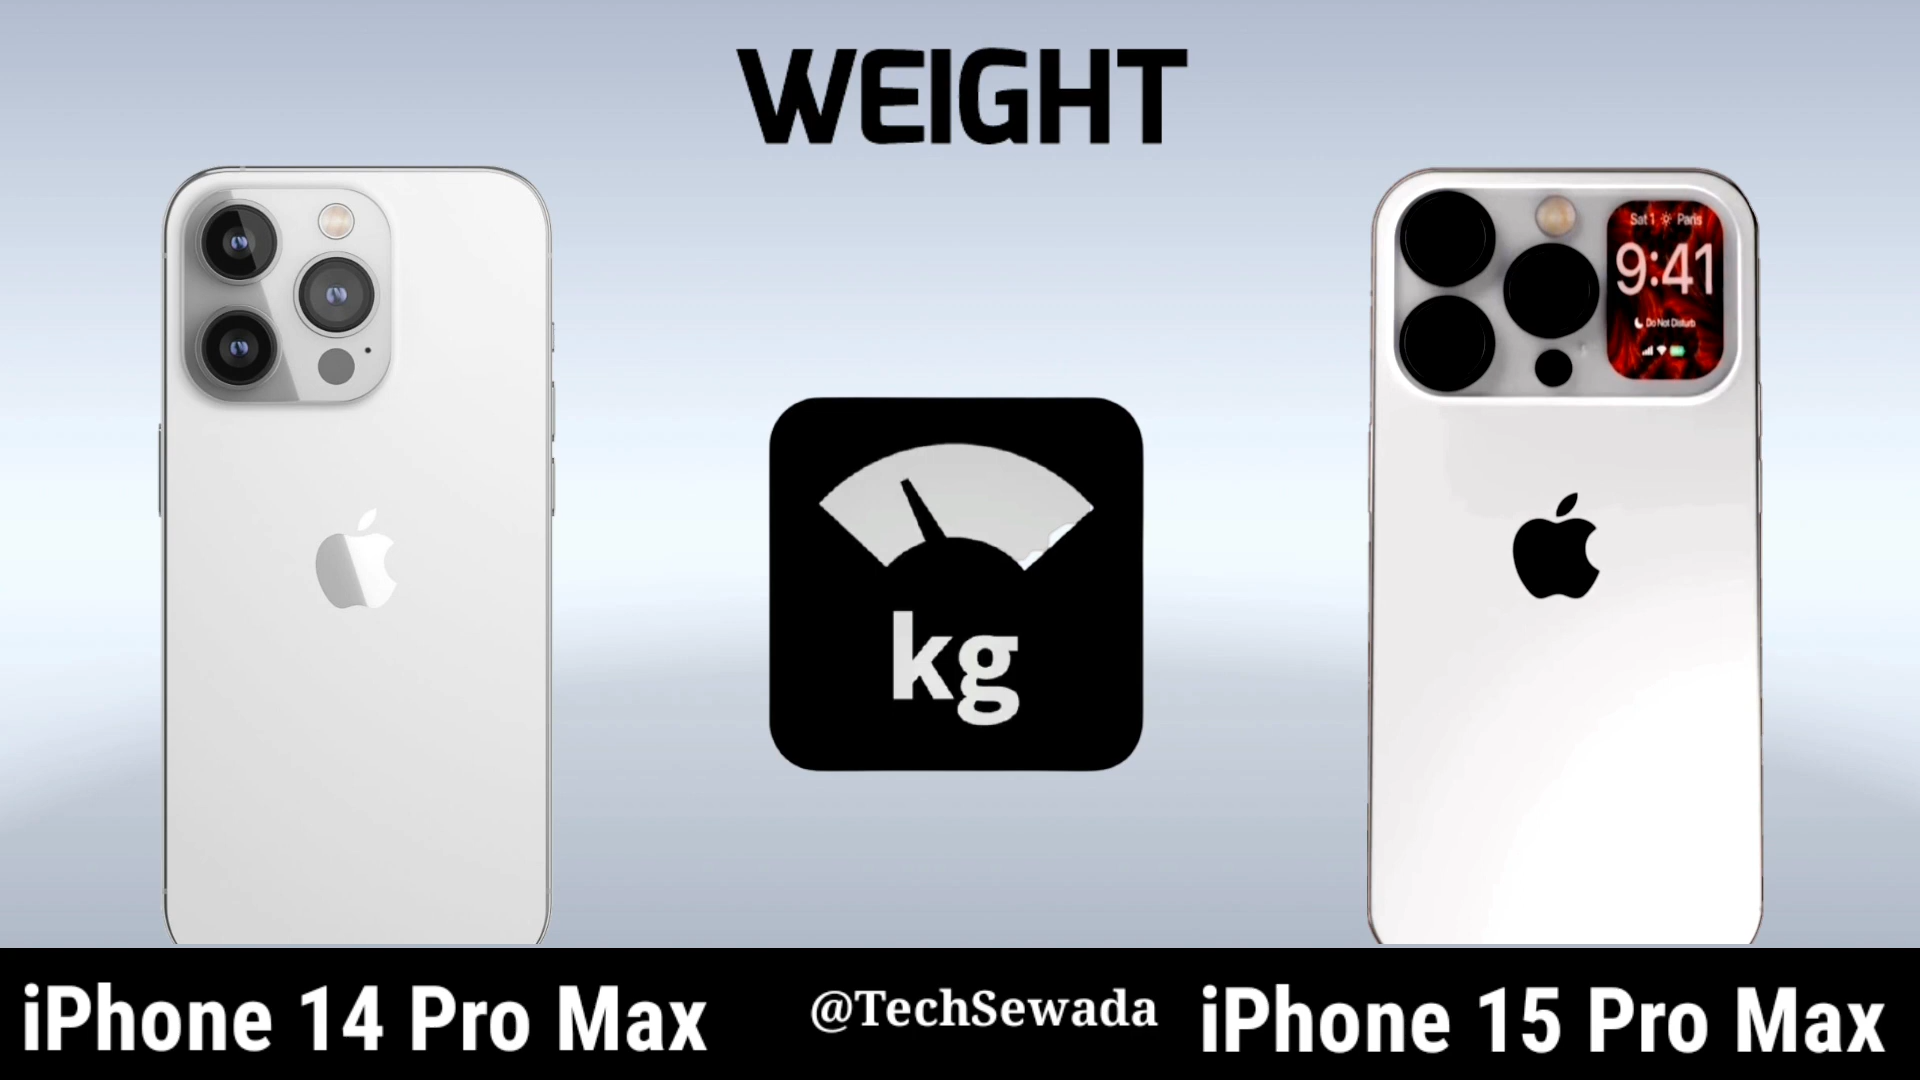 WEIGHT
Sat 1 Paris
9:41
Do Not Disturb
kg
iPhone 14 Pro Max
@TechSewada
iPhone 15 Pro Max